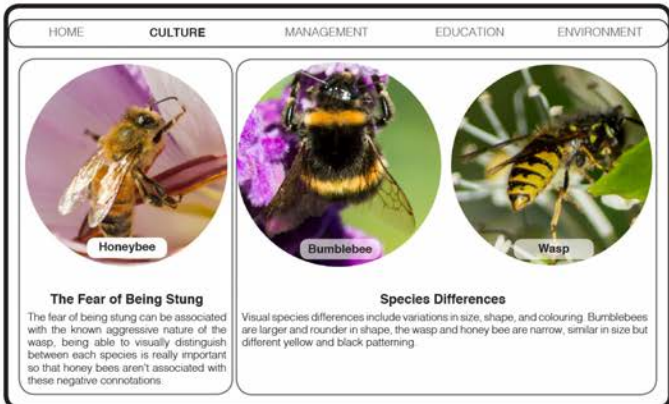 HOME CULTURE MANAGEMENT EDUCATION ENVIRONMENT
Honeybee
Bumblebee
Wasp
The Fear of Being Stung
The fear of being stung can be associated
with the known aggressive nature of the
wasp, being able to visually distinguish
between each species is really important
so that honey bees aren't associated with
these negative connotations.
Species Differences
Visual species differences include variations in size, shape, and colouring. Bumblebees
are larger and rounder in shape, the wasp and honey bee are narrow, similar in size but
different yellow and black patterning.